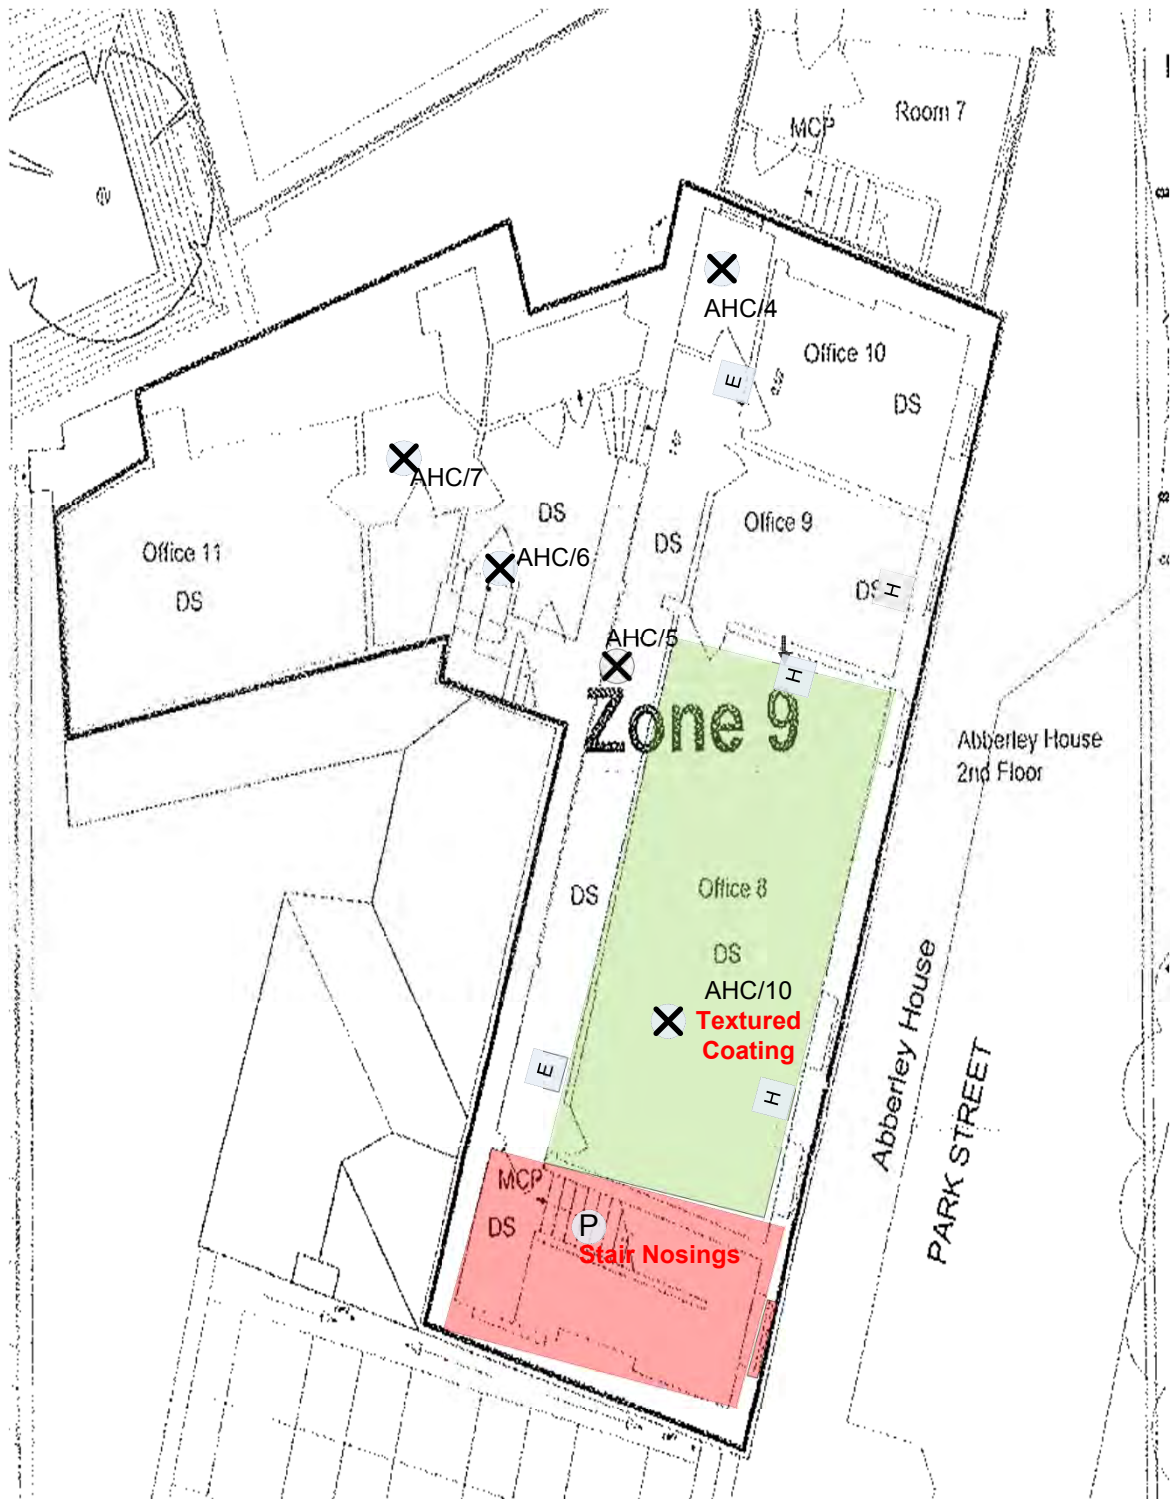 Room 7
MCP
AHC/4
Office 10
E
DS
AHC/7
DS
Office 9
Office 11
AHC/6
DS
DS
DS
H
AHC/5
H
Zone 9
Abberley House
2nd Floor
Office 8
DS
DS
AHC/10
Textured
Coating
E
H
Abberley House
PARK STREET
MCP
P
DS
Stair Nosings